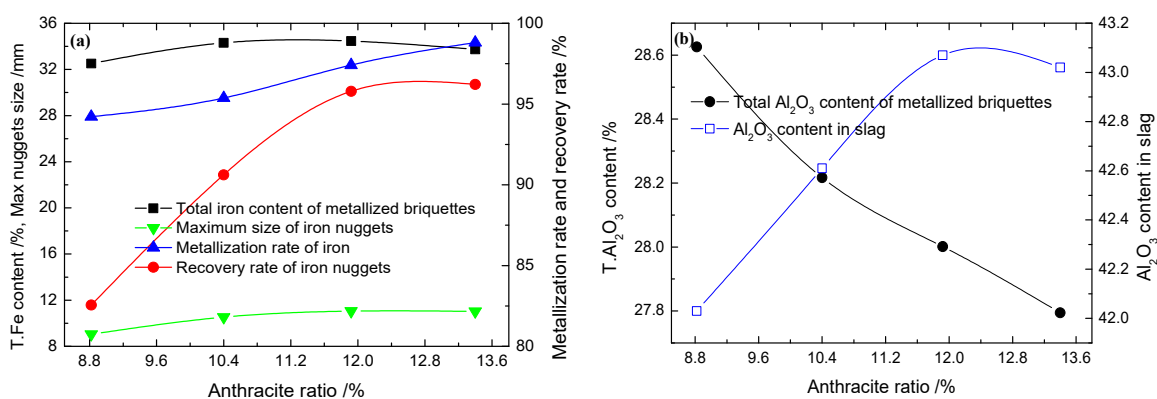 (a)
T.Fe content /%, Max nuggets size /mm
36
32
28
24
20
16
12
8
100
95
90
85
80
Metallization rate and recovery rate /%
Total iron content of metallized briquettes
Maximum size of iron nuggets
Metallization rate of iron
Recovery rate of iron nuggets
8.8 9.6 10.4 11.2 12.0 12.8 13.6
Anthracite ratio /%
(b)
T.Al₂O₃ content /%
28.6
28.4
28.2
28.0
27.8
43.2
43.0
42.8
42.6
42.4
42.2
42.0
Al₂O₃ content in slag
Total Al₂O₃ content of metallized briquettes
Al₂O₃ content in slag
8.8 9.6 10.4 11.2 12.0 12.8 13.6
Anthracite ratio /%